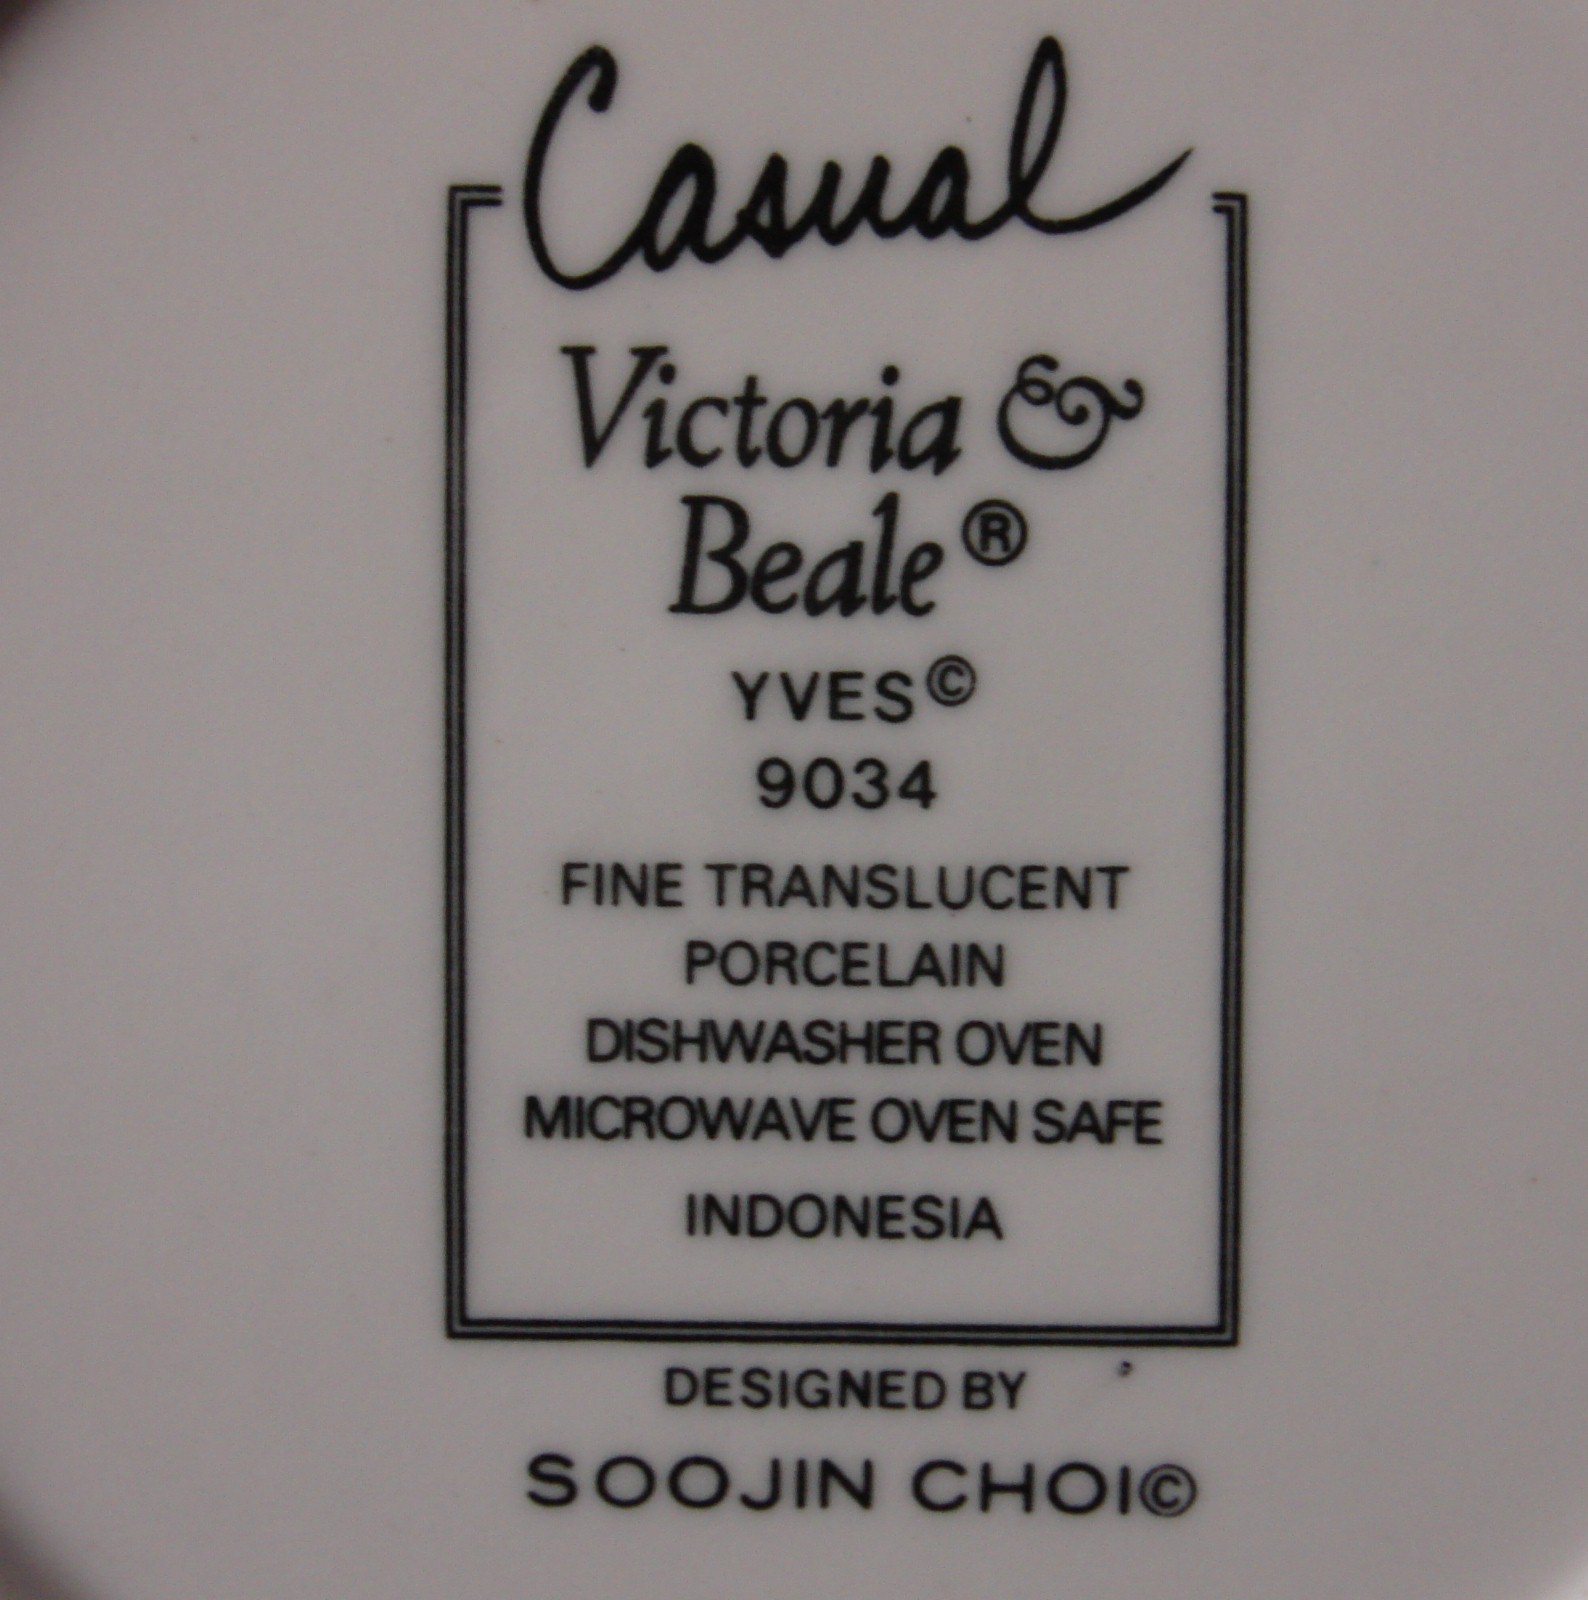 Casual
Victoria &
Beale®
YVES©
9034
FINE TRANSLUCENT
PORCELAIN
DISHWASHER OVEN
MICROWAVE OVEN SAFE
INDONESIA
DESIGNED BY
SOOJIN CHOI©